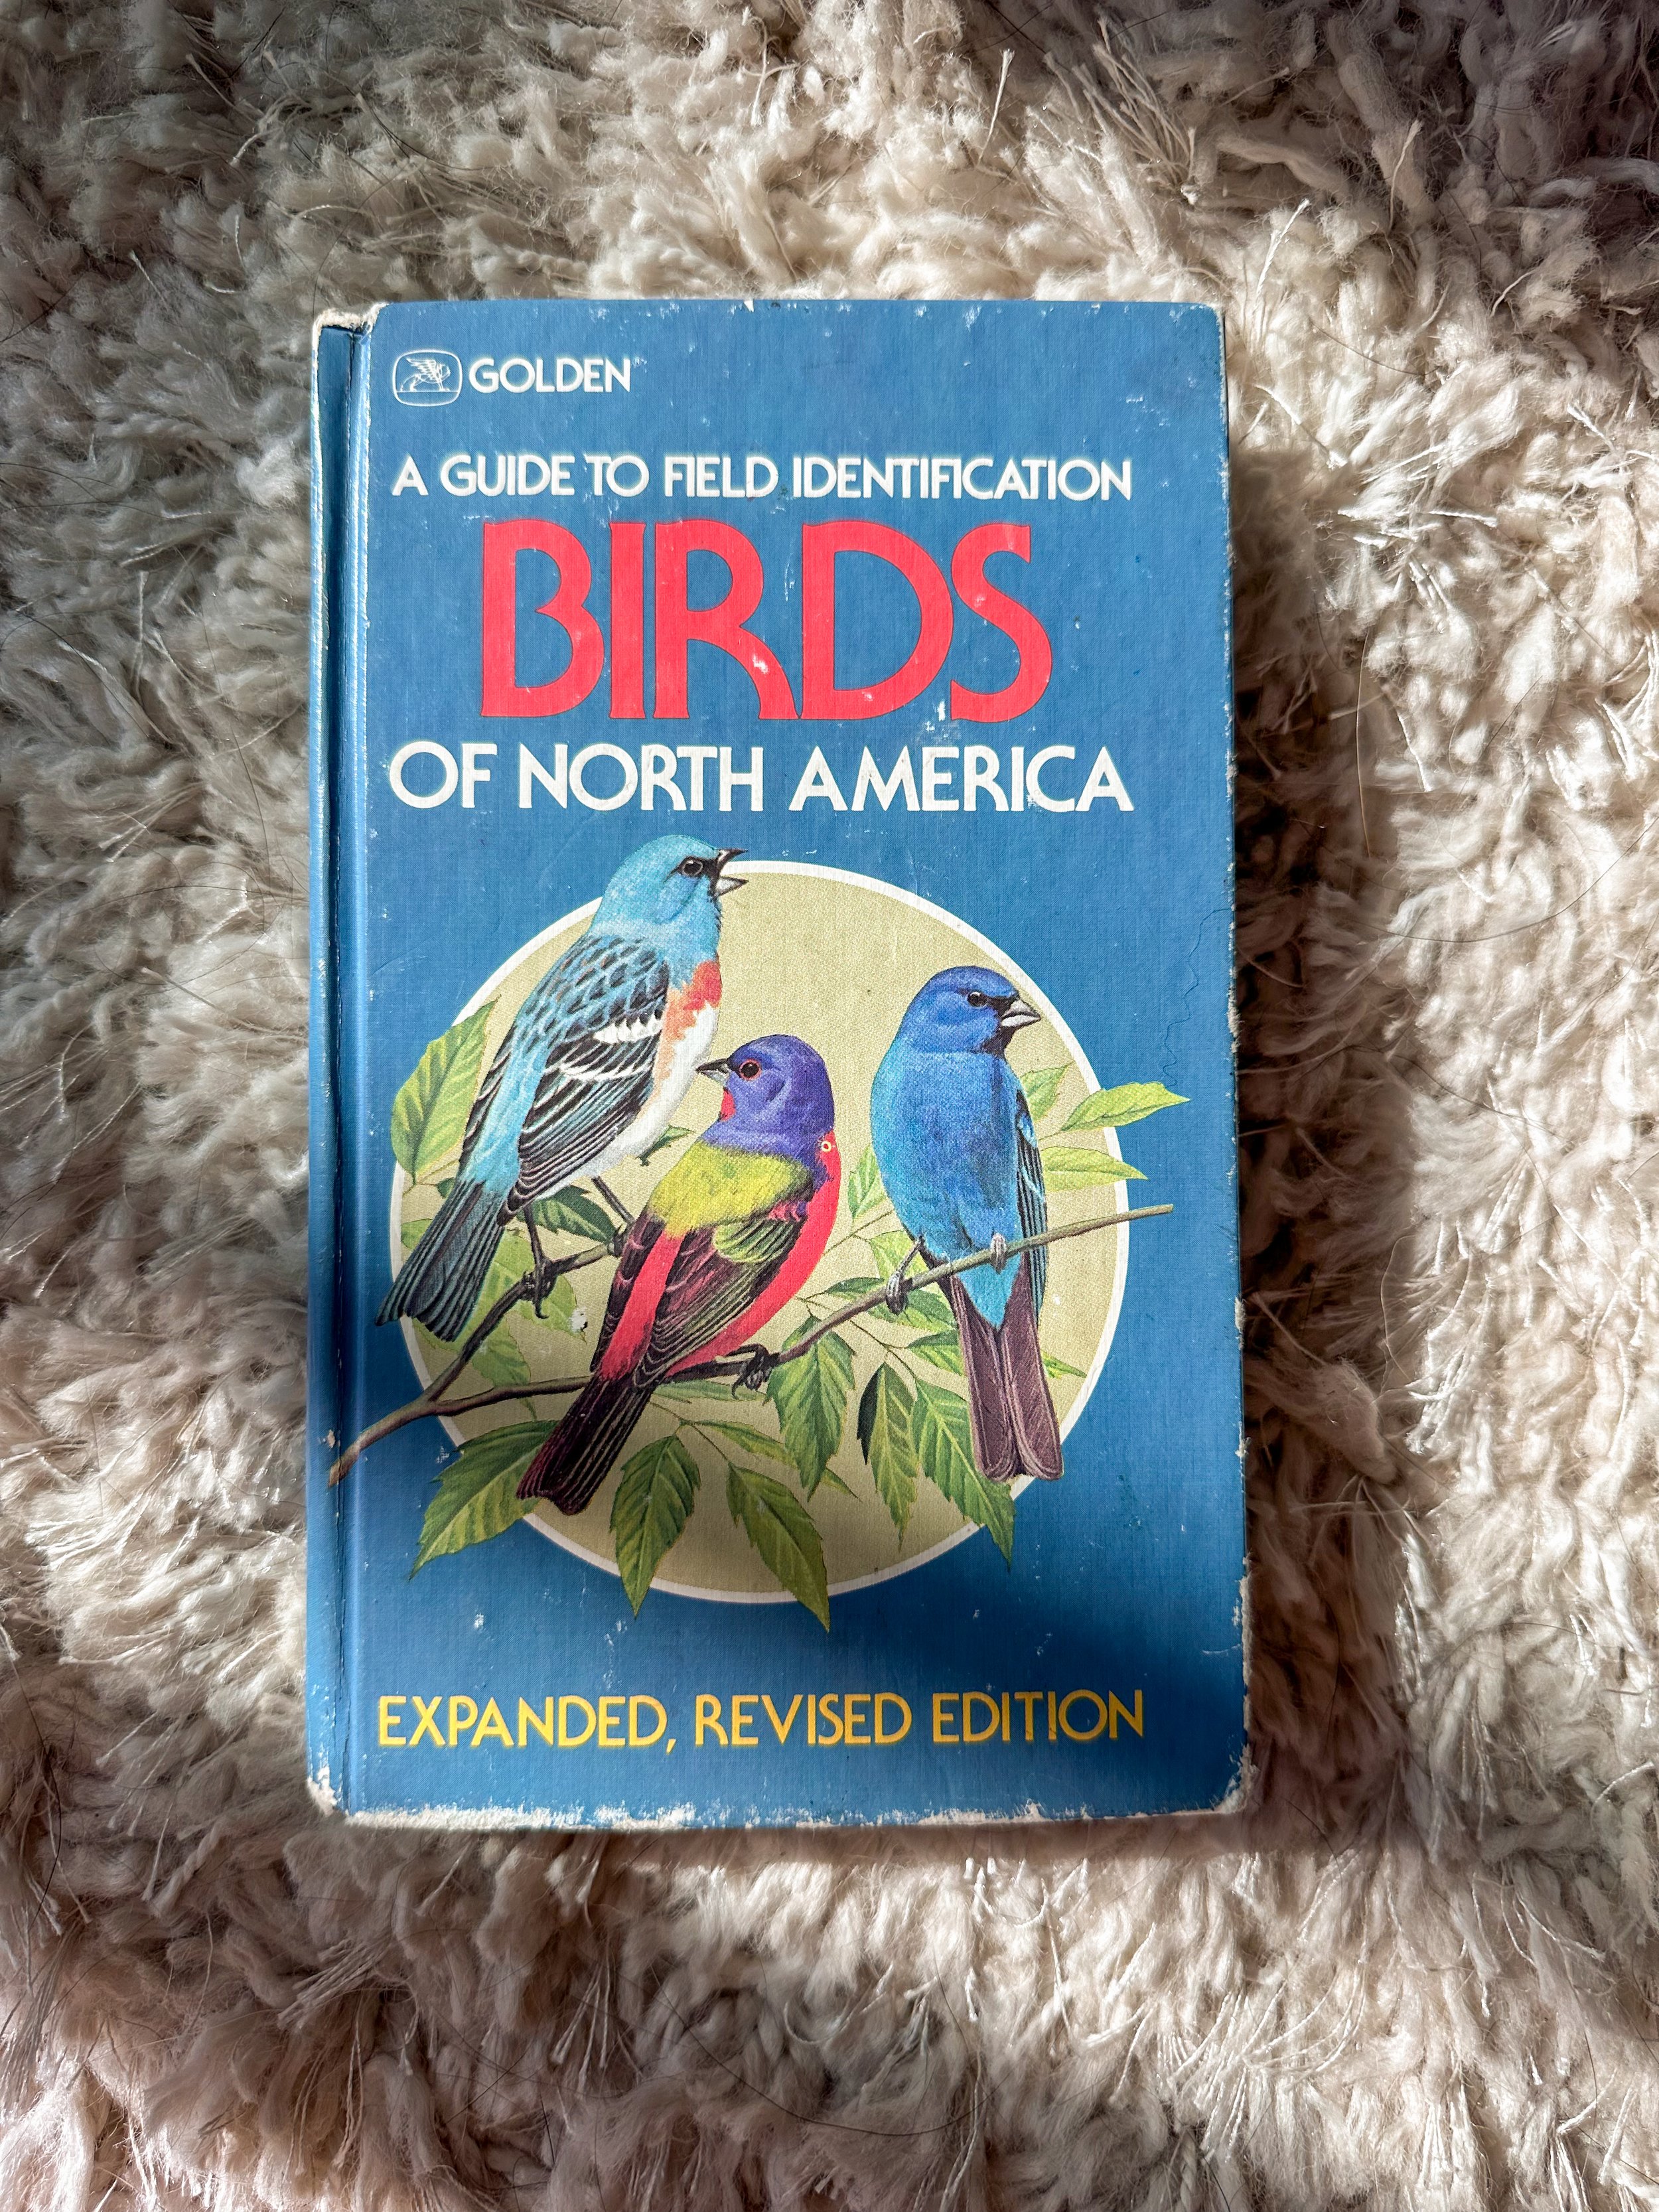 GOLDEN
A GUIDE TO FIELD IDENTIFICATION
BIRDS
OF NORTH AMERICA
EXPANDED, REVISED EDITION